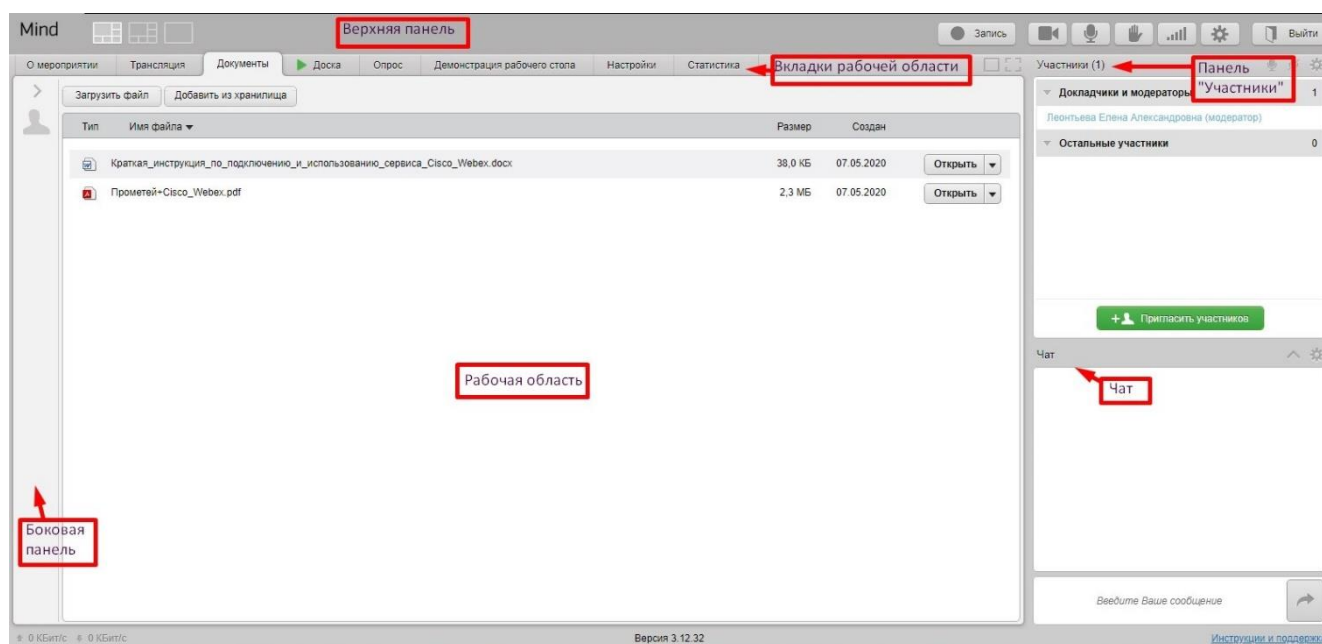 Mind
Верхняя панель
Запись
Выйти
О мероприятии Трансляция Документы Доска Опрос Демонстрация рабочего стола Настройки Статистика
Вкладки рабочей области
Участники (1)
Панель
"Участники"
Загрузить файл Добавить из хранилища
Докладчики и модераторы 1
Леонтьева Елена Александровна (модератор)
Тип Имя файла Размер Создан
Остальные участники 0
Краткая_инструкция_по_подключению_и_использованию_сервиса_Cisco_Webex.docx 38,0 КБ 07.05.2020 Открыть
Прометей+Cisco_Webex.pdf 2,3 МБ 07.05.2020 Открыть
Пригласить участников
Чат
Рабочая область
Чат
Боковая
панель
Введите Ваше сообщение
0 КБит/с 0 КБит/с
Версия 3.12.32
Инструкции и поддержк